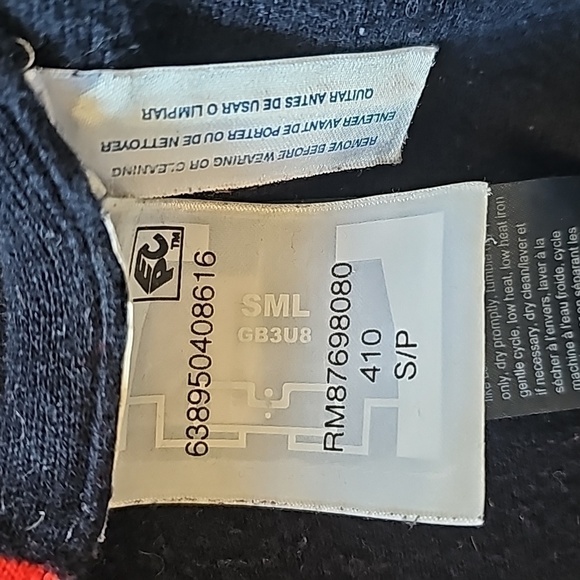 REMOVE BEFORE WEARING OR CLEANING
ENLEVER AVANT DE PORTER OU DE NETTOYER
QUITAR ANTES DE USAR O LIMPIAR
EPC TM
638950408616
SML
GB3U8
RM87698080
410
S/P
only, dry promptly, tumble dry
gentle cycle, low heat, low heat iron
if necessary, dry clean/laver et
sécher à l'envers, laver à la
machine à l'eau froide, cycle